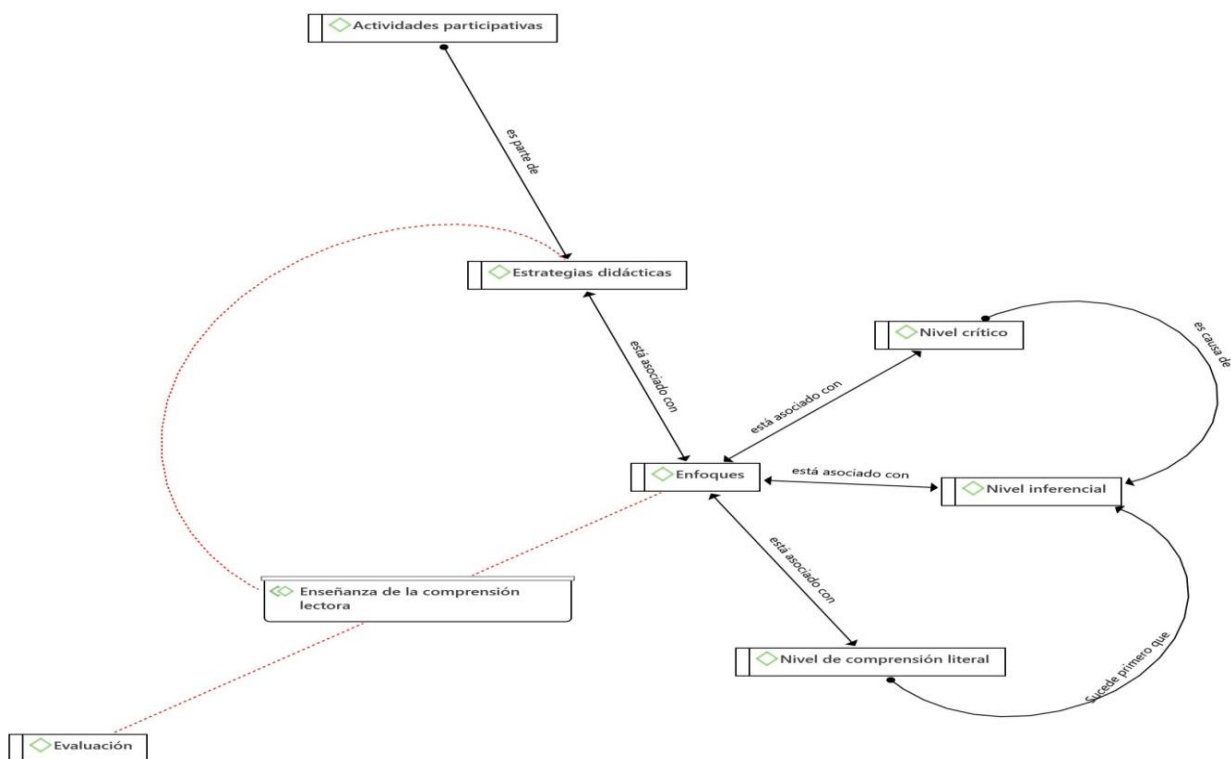 Actividades participativas
es parte de
Estrategias didácticas
está asociado con
Nivel crítico
es causa de
está asociado con
Enfoques
está asociado con
Nivel inferencial
está asociado con
Enseñanza de la comprensión
lectora
Nivel de comprensión literal
Sucede primero que
Evaluación